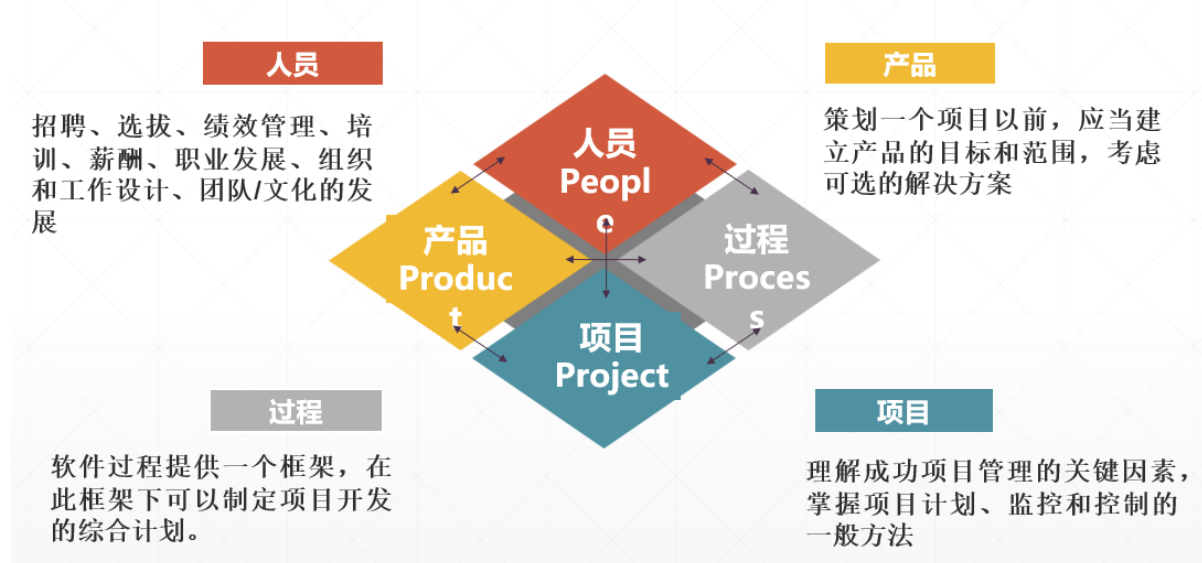 人员
招聘、选拔、绩效管理、培
训、薪酬、职业发展、组织
和工作设计、团队/文化的发
展
产品
策划一个项目以前，应当建
立产品的目标和范围，考虑
可选的解决方案
人员
Peopl
e
产品
Produc
t
过程
Proces
s
项目
Project
过程
软件过程提供一个框架，在
此框架下可以制定项目开发
的综合计划。
项目
理解成功项目管理的关键因素，
掌握项目计划、监控和控制的
一般方法